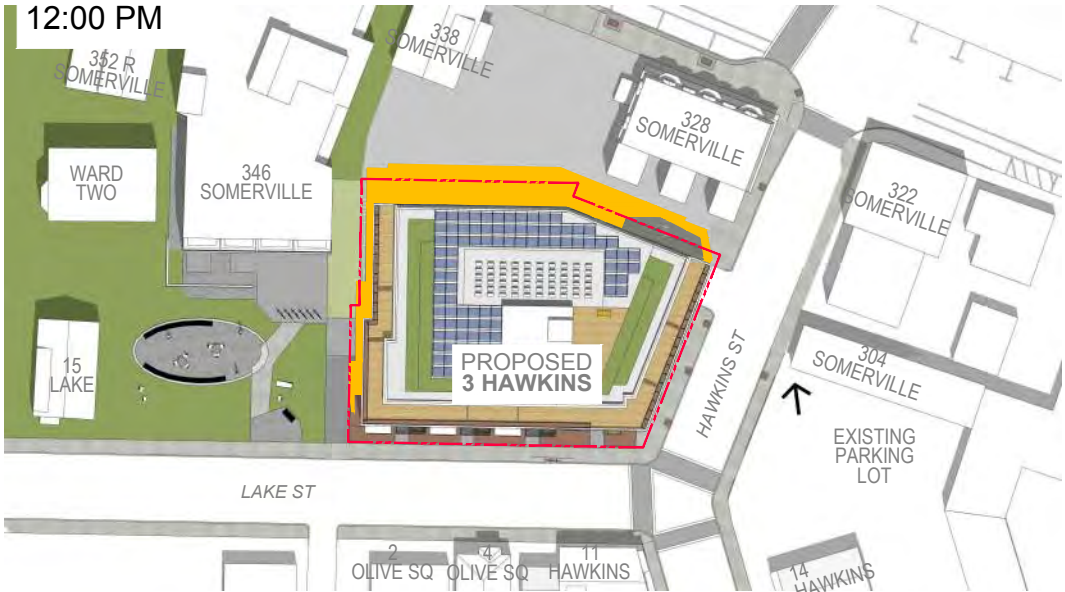 12:00 PM
352 R
SOMERVILLE
338
SOMERVILLE
328
SOMERVILLE
WARD
TWO
346
SOMERVILLE
322
SOMERVILLE
15
LAKE
PROPOSED
3 HAWKINS
HAWKINS ST
304
SOMERVILLE
EXISTING
PARKING
LOT
LAKE ST
2
OLIVE SQ
4
OLIVE SQ
11
HAWKINS
14
HAWKINS